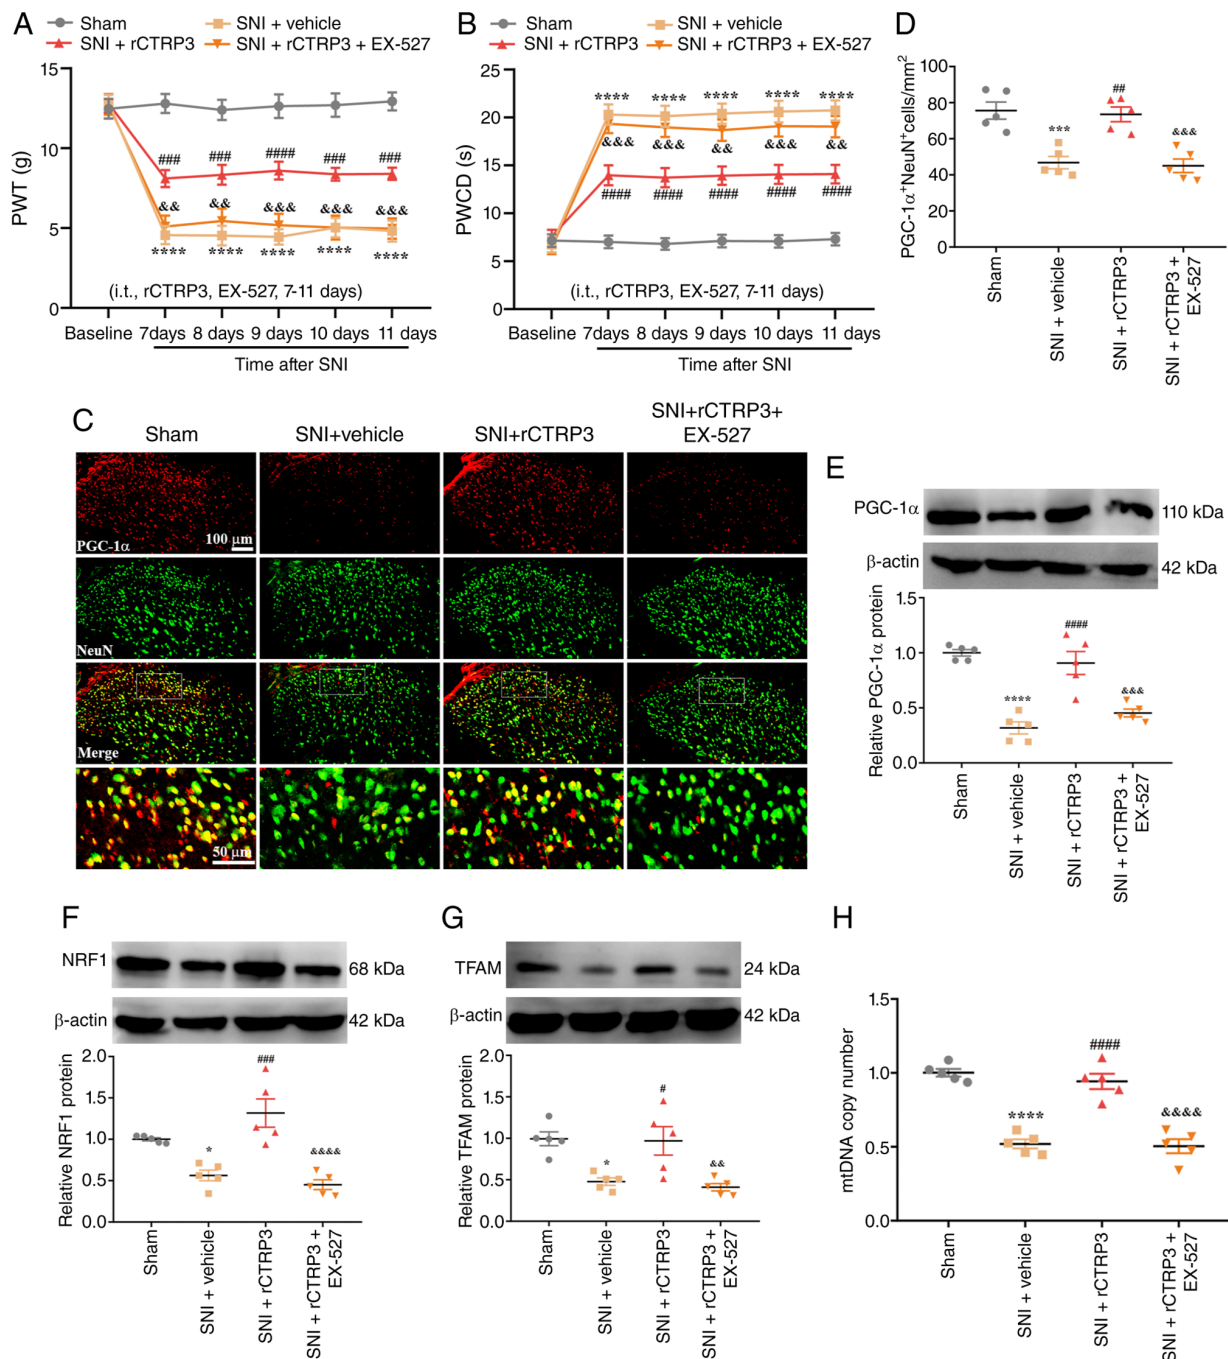 A
Sham
SNI + vehicle
SNI + rCTRP3
SNI + rCTRP3 + EX-527
PWT (g)
15
10
5
0
###
###
####
###
###
&&
&&
&&&
&&&
&&&
****
****
****
****
****
(i.t., rCTRP3, EX-527, 7-11 days)
Baseline
7days
8 days
9 days
10 days
11 days
Time after SNI
B
Sham
SNI + vehicle
SNI + rCTRP3
SNI + rCTRP3 + EX-527
PWCD (s)
25
20
15
10
5
0
****
****
****
****
****
&&&
&&&
&&
&&&
&&
####
####
####
####
####
(i.t., rCTRP3, EX-527, 7-11 days)
Baseline
7days
8 days
9 days
10 days
11 days
Time after SNI
D
PGC-1α⁺NeuN⁺cells/mm²
100
80
60
40
20
0
***
##
&&&
Sham
SNI + vehicle
SNI + rCTRP3
SNI + rCTRP3 +
EX-527
C
Sham
SNI+vehicle
SNI+rCTRP3
SNI+rCTRP3+
EX-527
PGC-1α
100 μm
NeuN
Merge
50 μm
E
PGC-1α
110 kDa
β-actin
42 kDa
Relative PGC-1α protein
1.5
1.0
0.5
0.0
****
####
&&&
Sham
SNI + vehicle
SNI + rCTRP3
SNI + rCTRP3 +
EX-527
F
NRF1
68 kDa
β-actin
42 kDa
Relative NRF1 protein
2.0
1.5
1.0
0.5
0.0
*
###
&&&&
Sham
SNI + vehicle
SNI + rCTRP3
SNI + rCTRP3 +
EX-527
G
TFAM
24 kDa
β-actin
42 kDa
Relative TFAM protein
2.0
1.5
1.0
0.5
0.0
*
#
&&
Sham
SNI + vehicle
SNI + rCTRP3
SNI + rCTRP3 +
EX-527
H
mtDNA copy number
1.5
1.0
0.5
0.0
****
####
&&&&
Sham
SNI + vehicle
SNI + rCTRP3
SNI + rCTRP3 +
EX-527